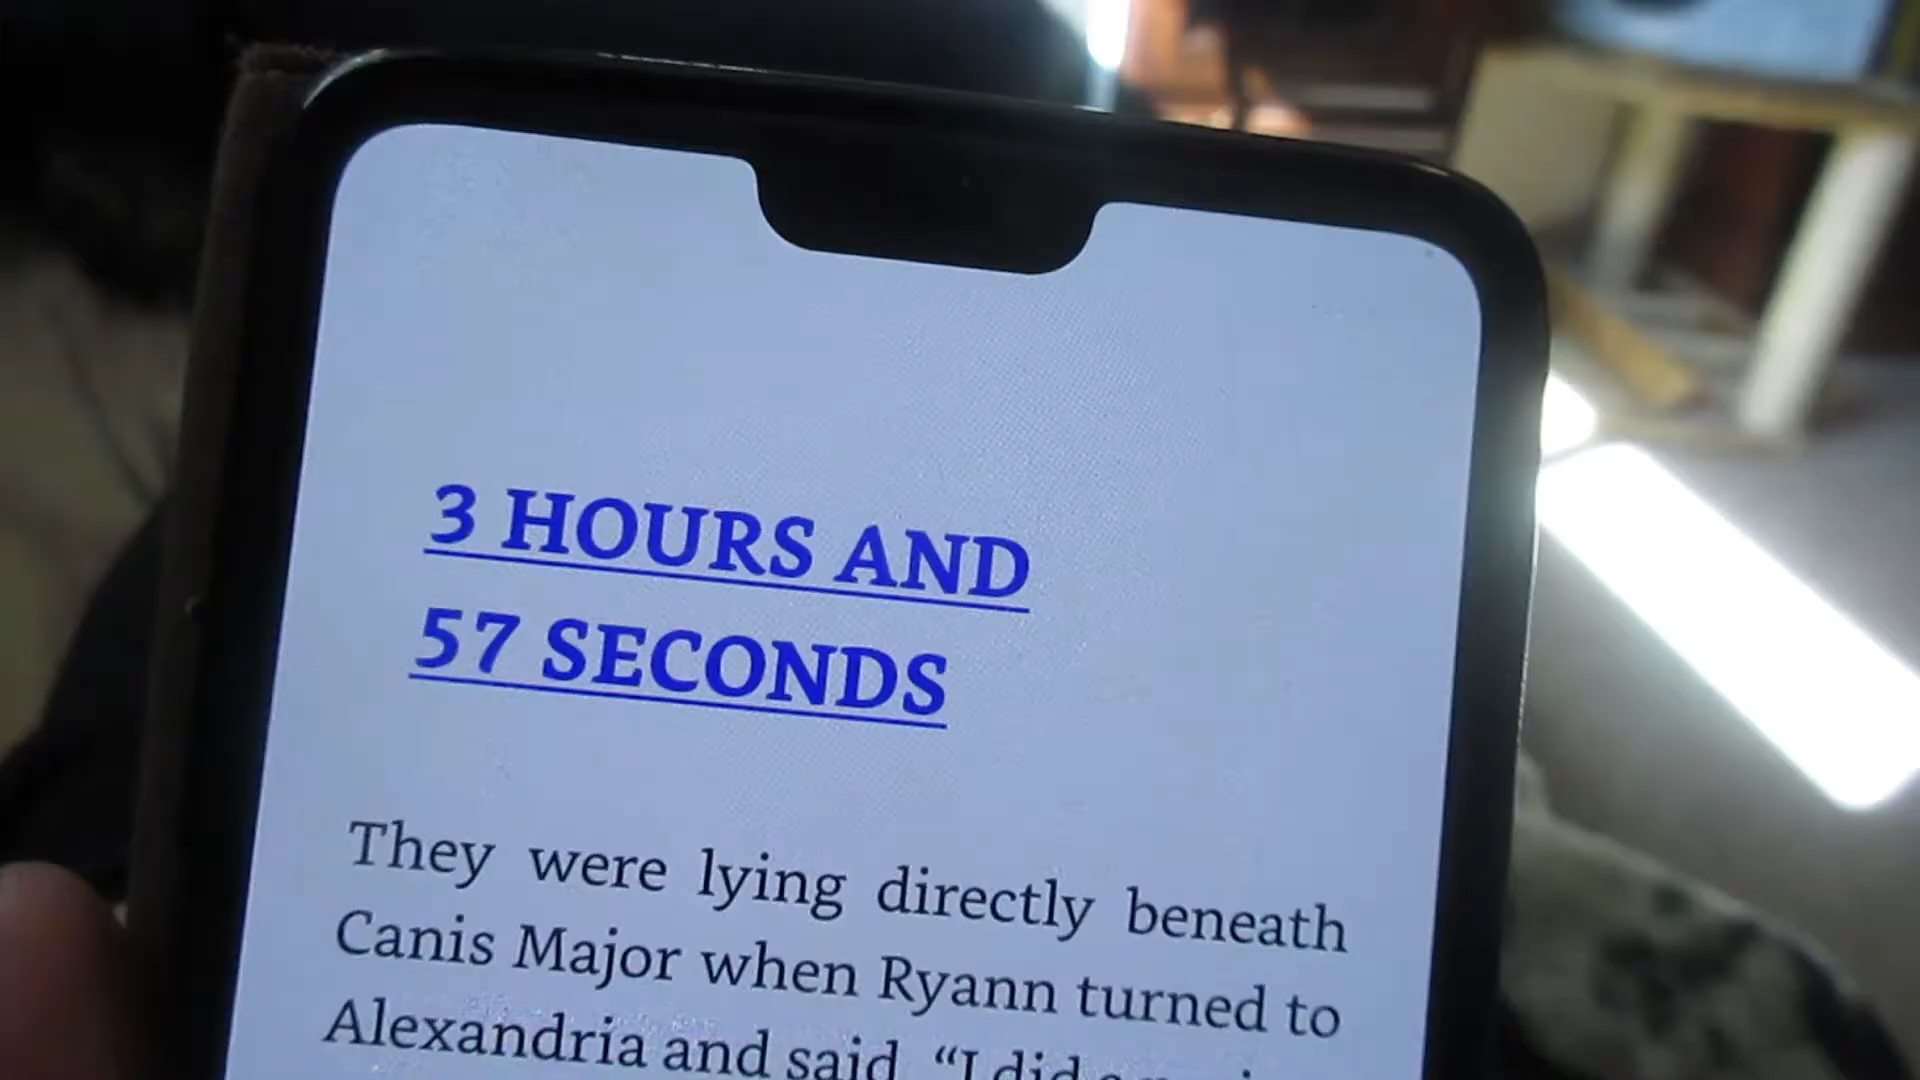 3 HOURS AND
57 SECONDS
They were lying directly beneath
Canis Major when Ryann turned to
Alexandria and said, “I did